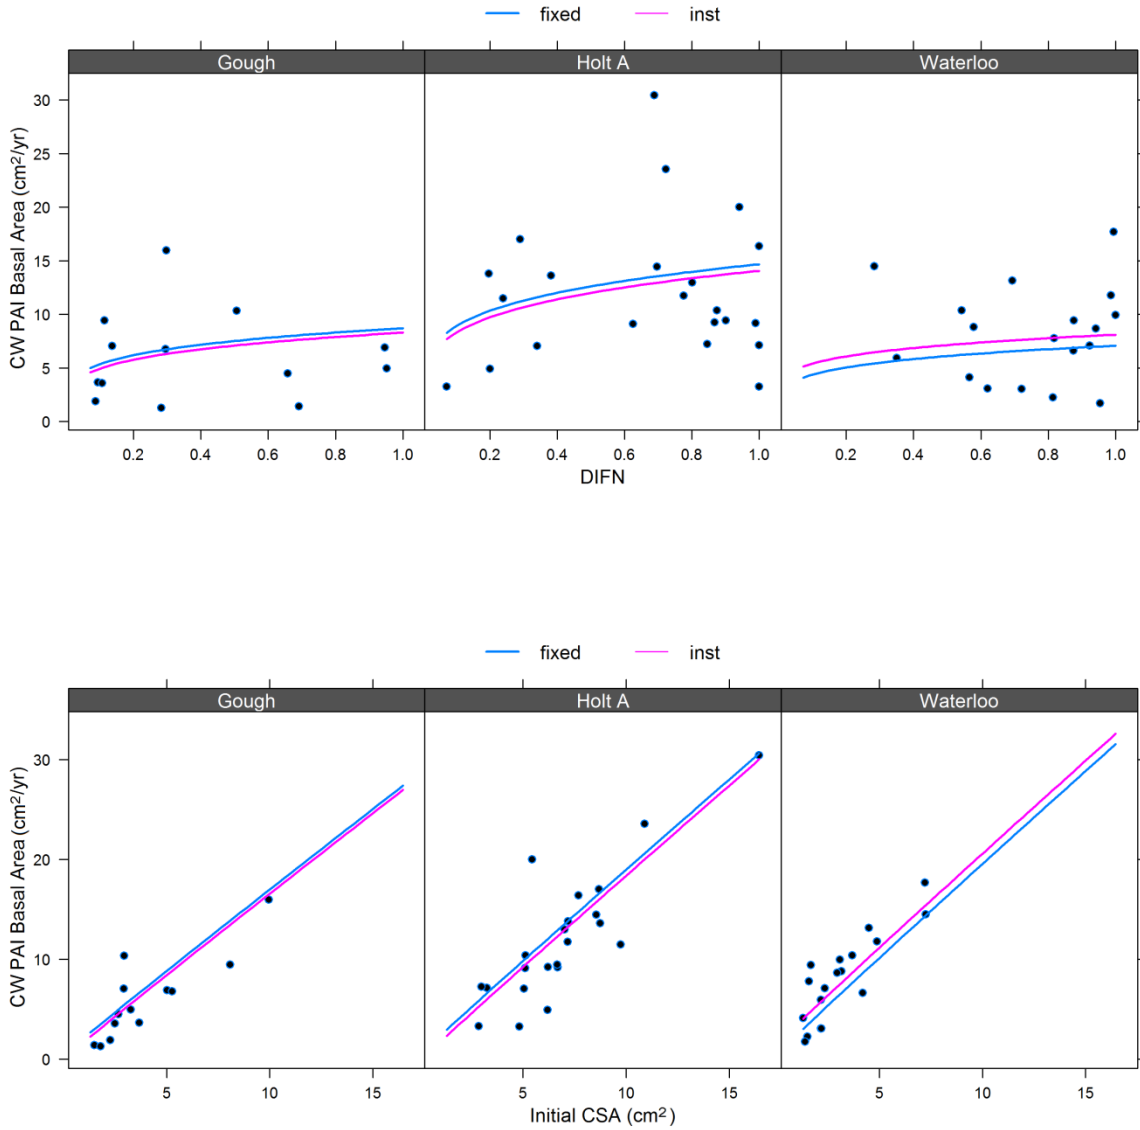 fixed inst
Gough Holt A Waterloo
CW PAI Basal Area (cm²/yr)
30
25
20
15
10
5
0
0.2 0.4 0.6 0.8 1.0 0.2 0.4 0.6 0.8 1.0 0.2 0.4 0.6 0.8 1.0
DIFN
fixed inst
Gough Holt A Waterloo
CW PAI Basal Area (cm²/yr)
30
20
10
0
5 10 15 5 10 15 5 10 15
Initial CSA (cm²)